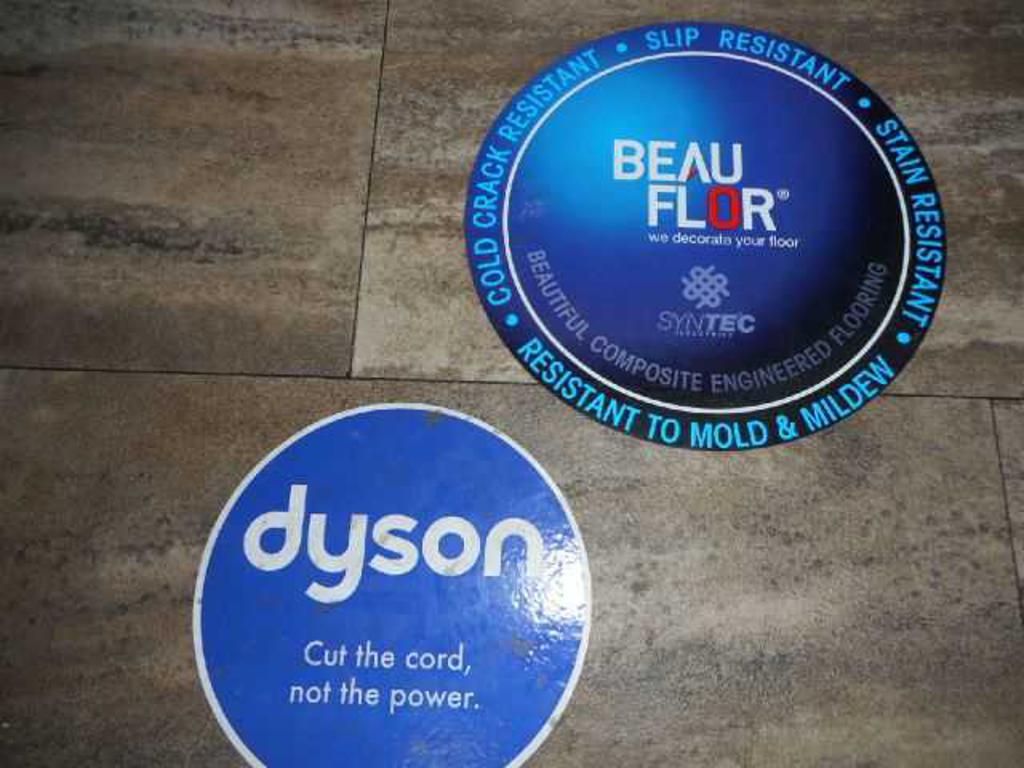 COLD CRACK RESISTANT • SLIP RESISTANT • STAIN RESISTANT •
RESISTANT TO MOLD & MILDEW •
BEAU
FLOR®
we decorate your floor
SYNTEC
INDUSTRIES
BEAUTIFUL COMPOSITE ENGINEERED FLOORING
dyson
Cut the cord,
not the power.